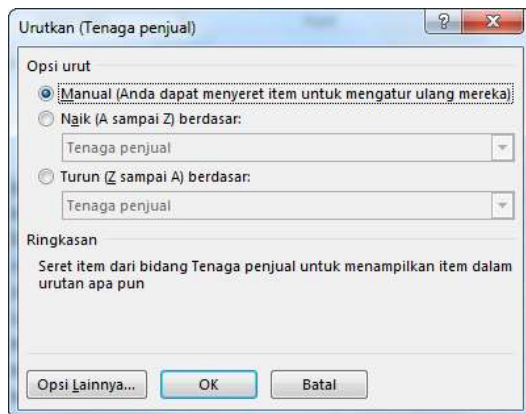 Urutkan (Tenaga penjual)
Opsi urut
Manual (Anda dapat menyeret item untuk mengatur ulang mereka)
Naik (A sampai Z) berdasar:
Tenaga penjual
Turun (Z sampai A) berdasar:
Tenaga penjual
Ringkasan
Seret item dari bidang Tenaga penjual untuk menampilkan item dalam
urutan apa pun
Opsi Lainnya... OK Batal